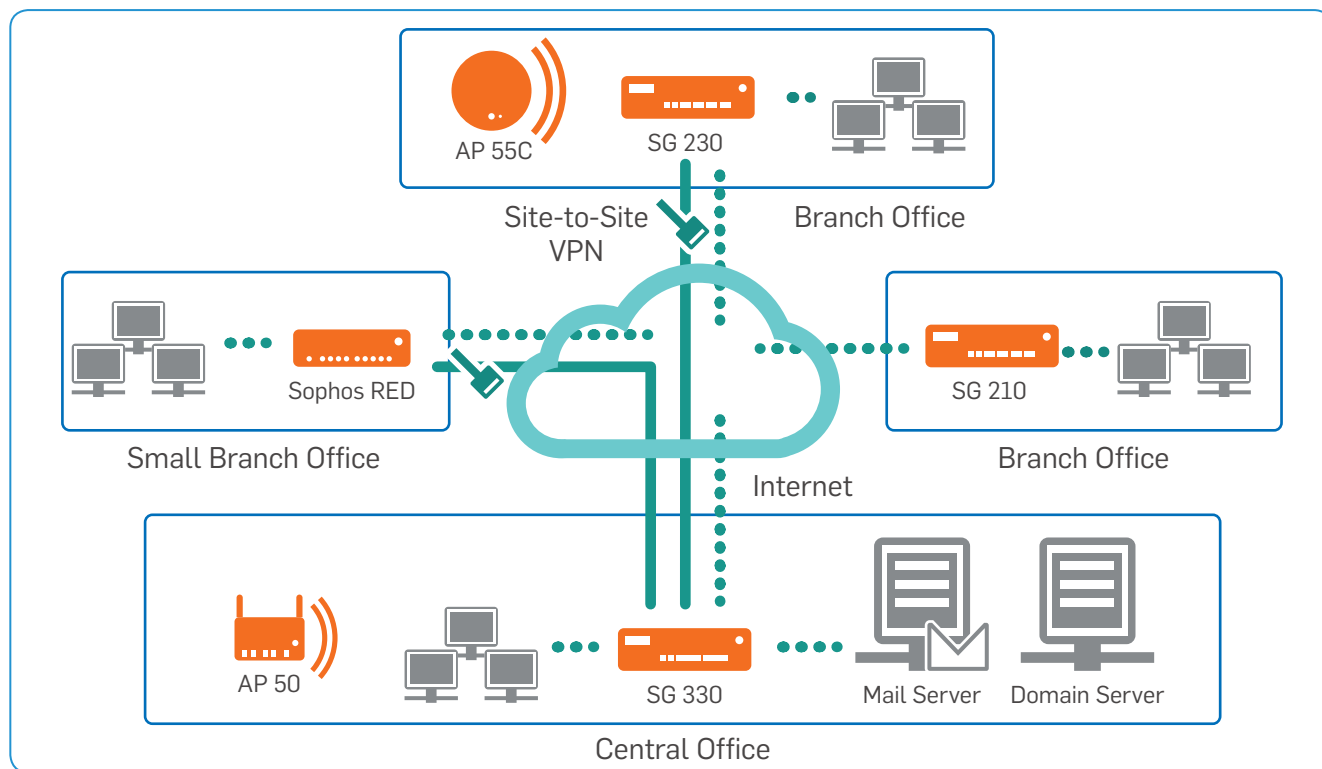 AP 55C
SG 230
Site-to-Site
VPN
Branch Office
Sophos RED
SG 210
Small Branch Office
Branch Office
Internet
AP 50
SG 330
Mail Server
Domain Server
Central Office